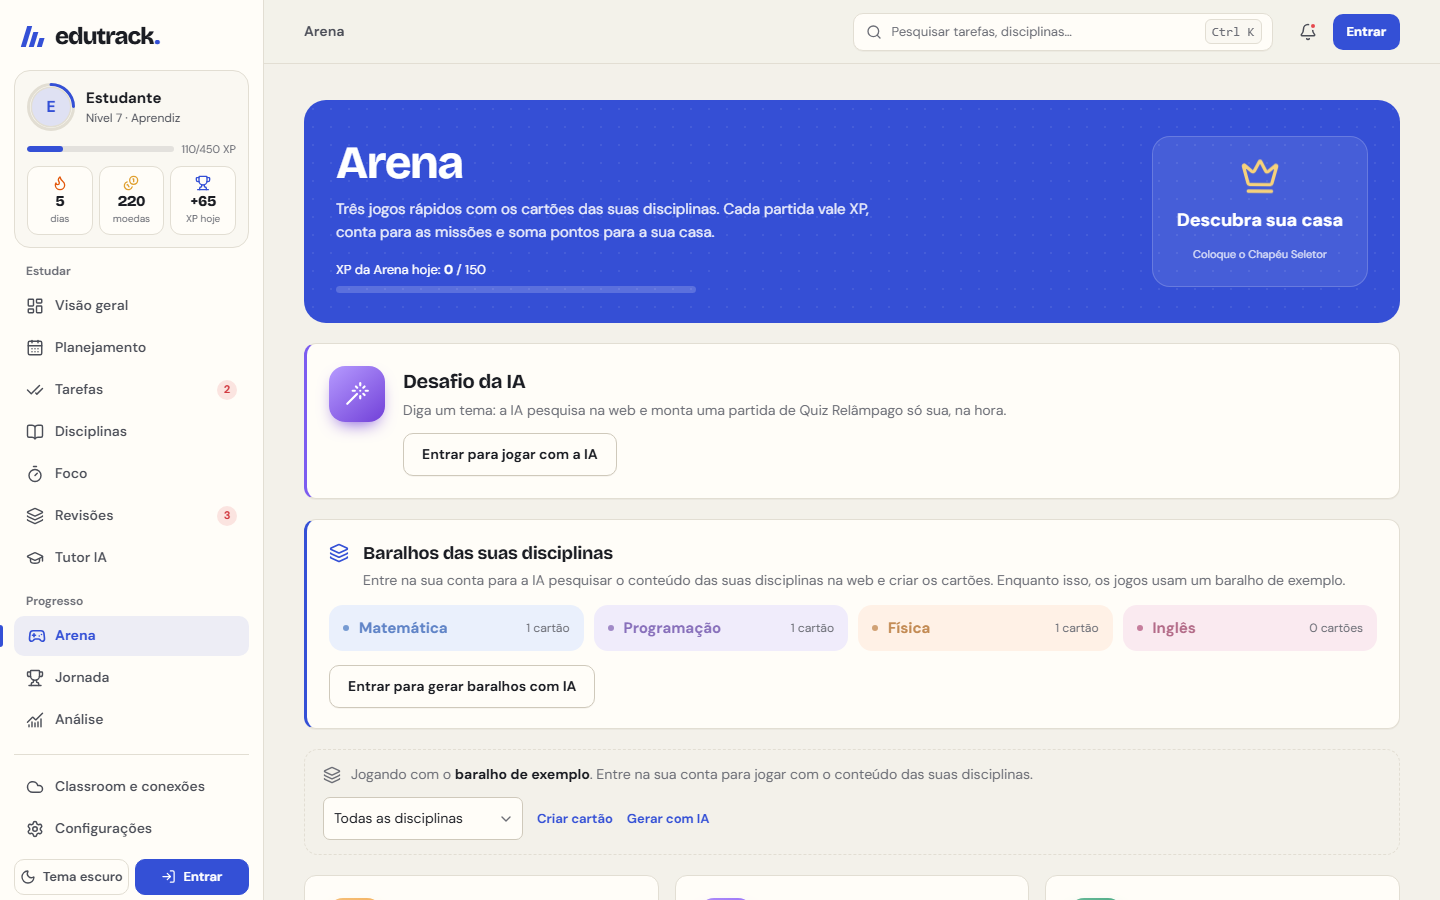 edutrack.
E
Estudante
Nível 7 · Aprendiz
110/450 XP
5
dias
220
moedas
+65
XP hoje
Estudar
Visão geral
Planejamento
Tarefas
2
Disciplinas
Foco
Revisões
3
Tutor IA
Progresso
Arena
Jornada
Análise
Classroom e conexões
Configurações
Tema escuro
Entrar
Arena
Pesquisar tarefas, disciplinas...
Ctrl K
Entrar
Arena
Três jogos rápidos com os cartões das suas disciplinas. Cada partida vale XP,
conta para as missões e soma pontos para a sua casa.
XP da Arena hoje: 0 / 150
Descubra sua casa
Coloque o Chapéu Seletor
Desafio da IA
Diga um tema: a IA pesquisa na web e monta uma partida de Quiz Relâmpago só sua, na hora.
Entrar para jogar com a IA
Baralhos das suas disciplinas
Entre na sua conta para a IA pesquisar o conteúdo das suas disciplinas na web e criar os cartões. Enquanto isso, os jogos usam um baralho de exemplo.
Matemática
1 cartão
Programação
1 cartão
Física
1 cartão
Inglês
0 cartões
Entrar para gerar baralhos com IA
Jogando com o baralho de exemplo. Entre na sua conta para jogar com o conteúdo das suas disciplinas.
Todas as disciplinas
Criar cartão
Gerar com IA